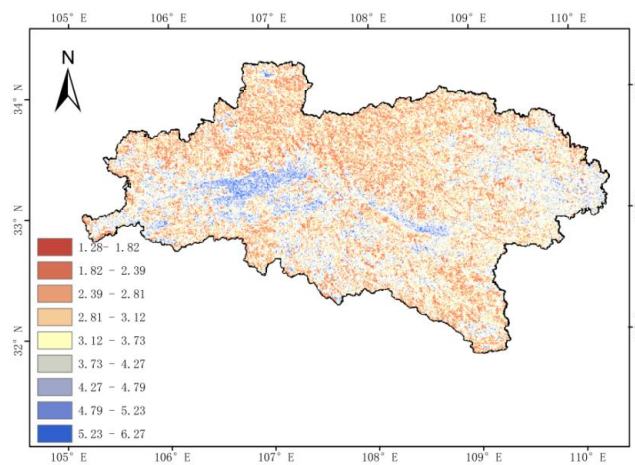 105° E 106° E 107° E 108° E 109° E 110° E
N
34° N
33° N
32° N
1.28- 1.82
1.82 - 2.39
2.39 - 2.81
2.81 - 3.12
3.12 - 3.73
3.73 - 4.27
4.27 - 4.79
4.79 - 5.23
5.23 - 6.27
105° E 106° E 107° E 108° E 109° E 110° E